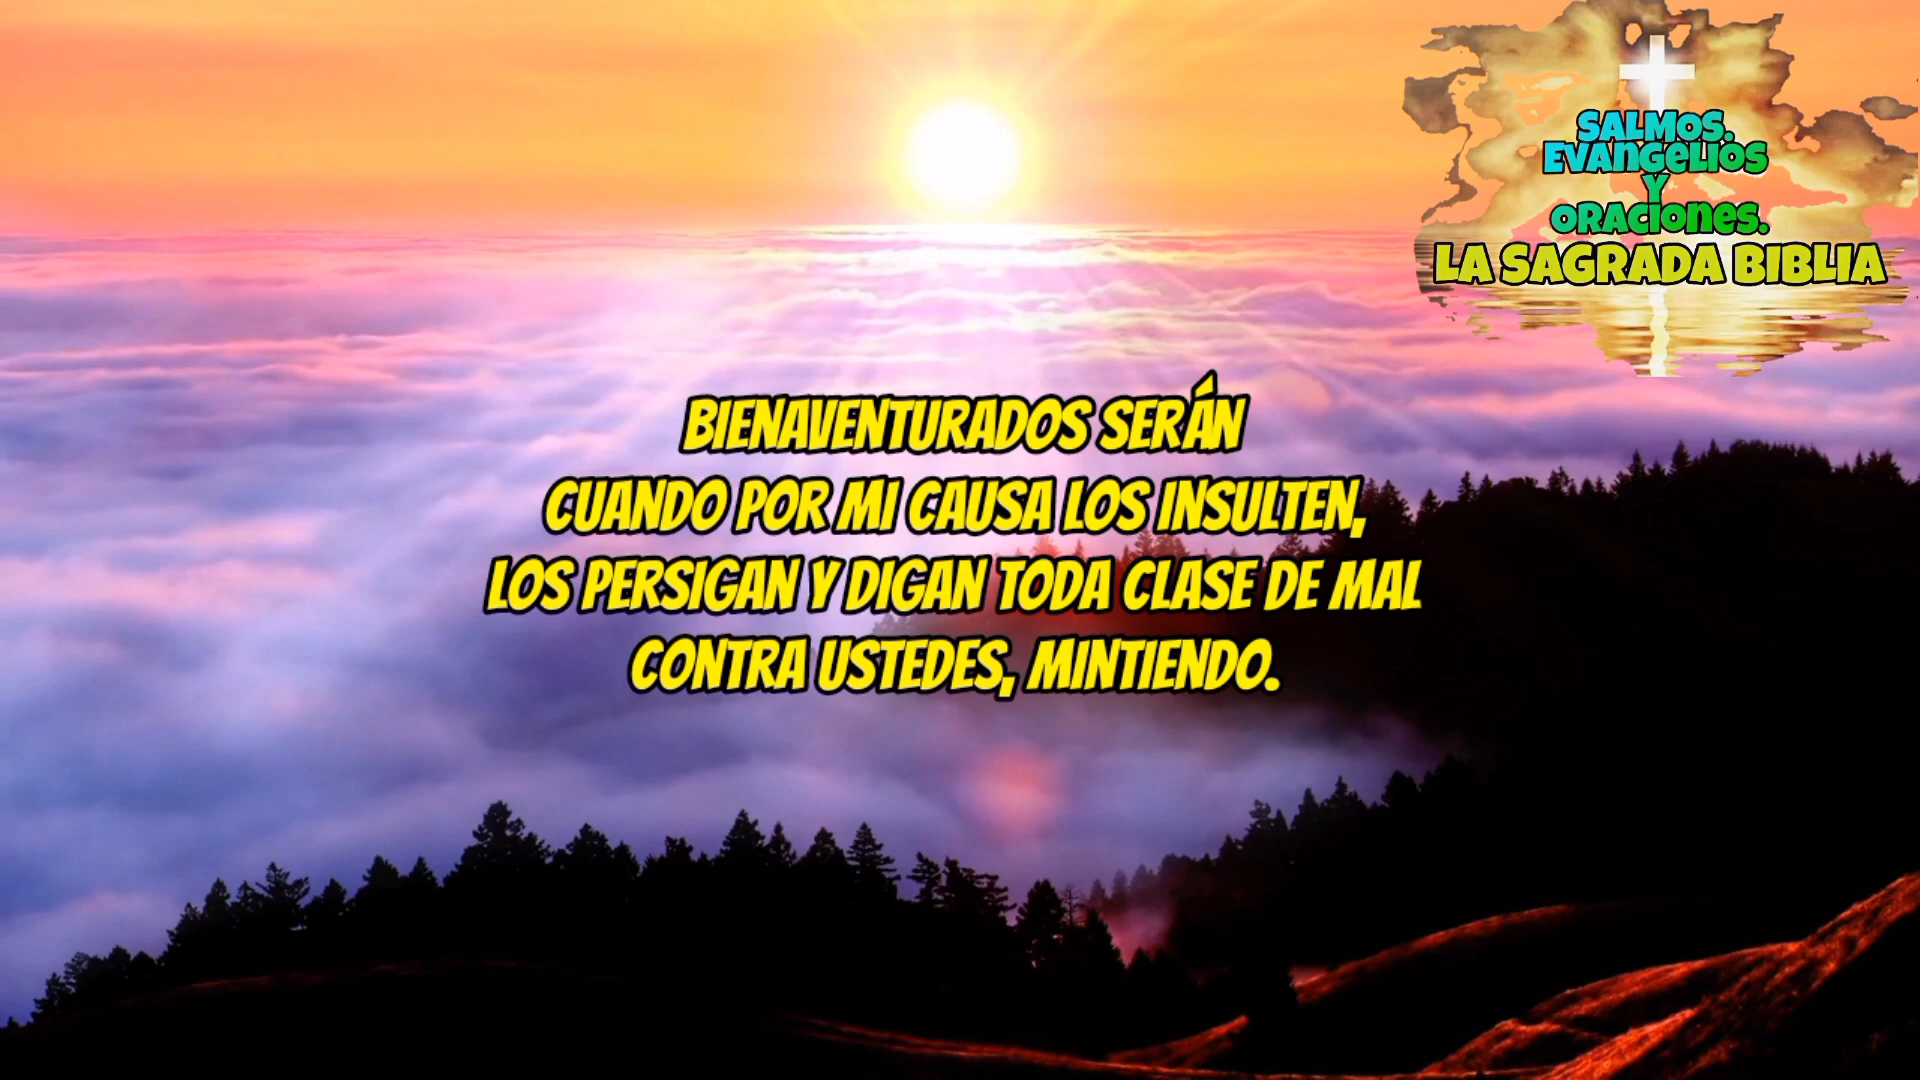 SALMOS.
EVANGELIOS
Y
ORACIONES.
LA SAGRADA BIBLIA
BIENAVENTURADOS SERÁN
CUANDO POR MI CAUSA LOS INSULTEN,
LOS PERSIGAN Y DIGAN TODA CLASE DE MAL
CONTRA USTEDES, MINTIENDO.